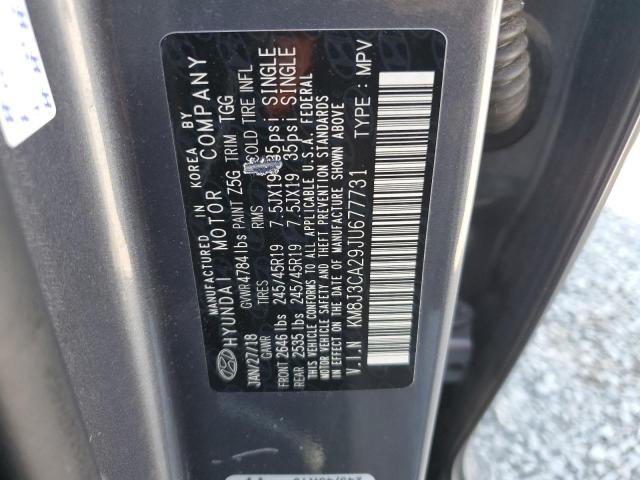 MANUFACTURED IN KOREA BY
HYUNDAI MOTOR COMPANY
JAN/27/18 GVWR 4784 lbs PAINT Z5G TRIM TGG
GAWR TIRES RIMS COLD TIRE INFL
FRONT 2646 lbs 245/45R19 7.5JX19 35psi SINGLE
REAR 2535 lbs 245/45R19 7.5JX19 35psi SINGLE
THIS VEHICLE CONFORMS TO ALL APPLICABLE U.S.A. FEDERAL
MOTOR VEHICLE SAFETY, BUMPER, AND THEFT PREVENTION STANDARDS
IN EFFECT ON THE DATE OF MANUFACTURE SHOWN ABOVE
V.I.N KM8J3CA29JU677731 TYPE : MPV